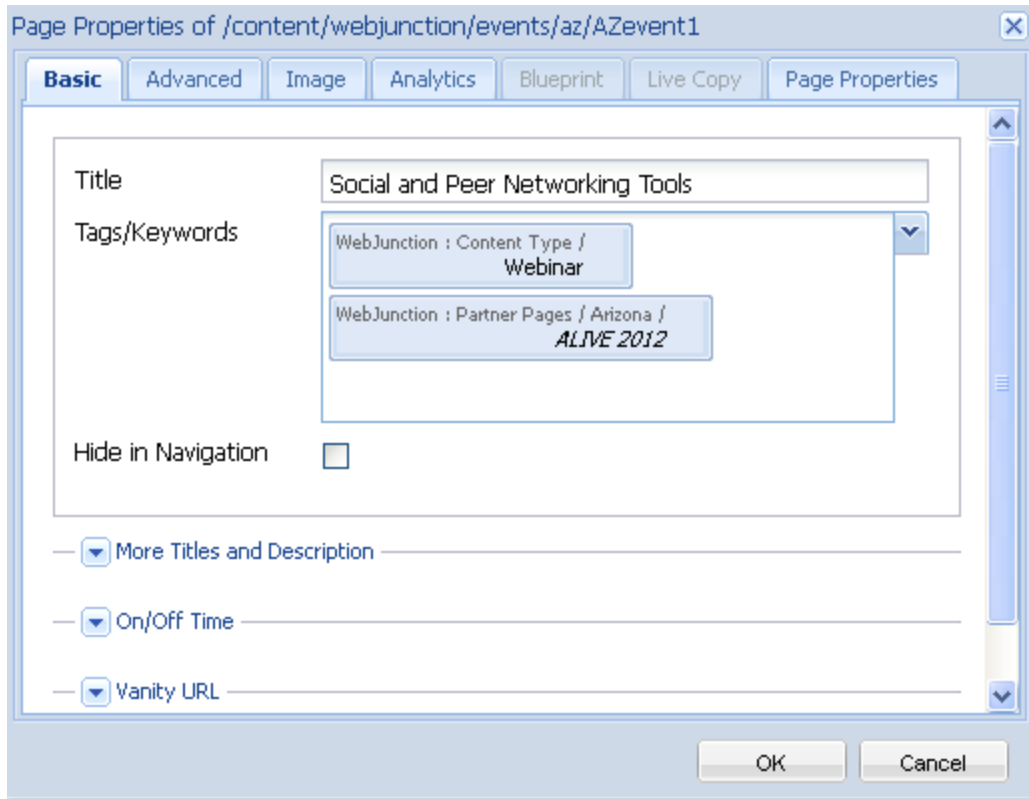 Page Properties of /content/webjunction/events/az/AZevent1
Basic Advanced Image Analytics Blueprint Live Copy Page Properties
Title Social and Peer Networking Tools
Tags/Keywords
WebJunction : Content Type /
Webinar
WebJunction : Partner Pages / Arizona /
ALIVE 2012
Hide in Navigation
More Titles and Description
On/Off Time
Vanity URL
OK Cancel